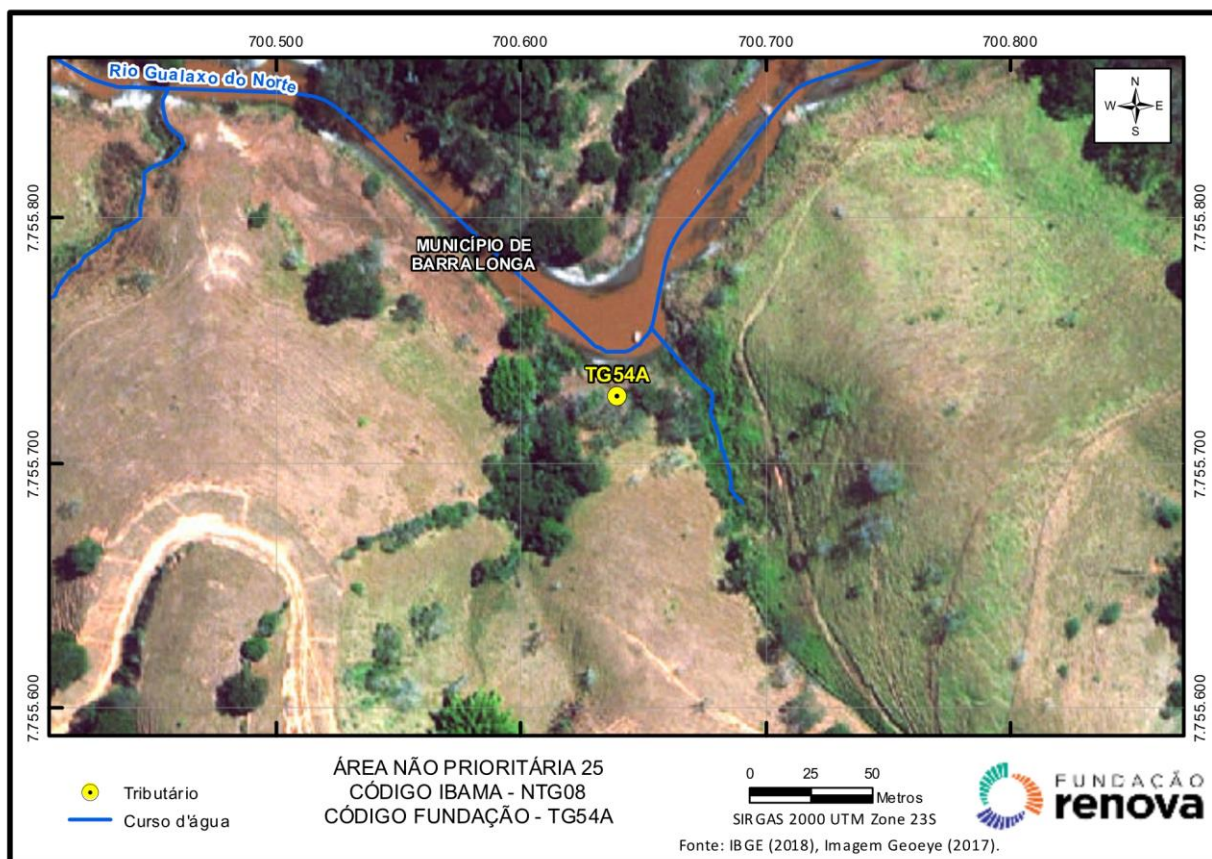 700.500 700.600 700.700 700.800
Rio Gualaxo do Norte
N
W E
S
7.755.800 7.755.800
MUNICÍPIO DE
BARRA LONGA
TG54A
7.755.700 7.755.700
7.755.600 7.755.600
Tributário
Curso d'água
ÁREA NÃO PRIORITÁRIA 25
CÓDIGO IBAMA - NTG08
CÓDIGO FUNDAÇÃO - TG54A
0 25 50
Metros
SIRGAS 2000 UTM Zone 23S
FUNDAÇÃO
renova
Fonte: IBGE (2018), Imagem Geoeye (2017).